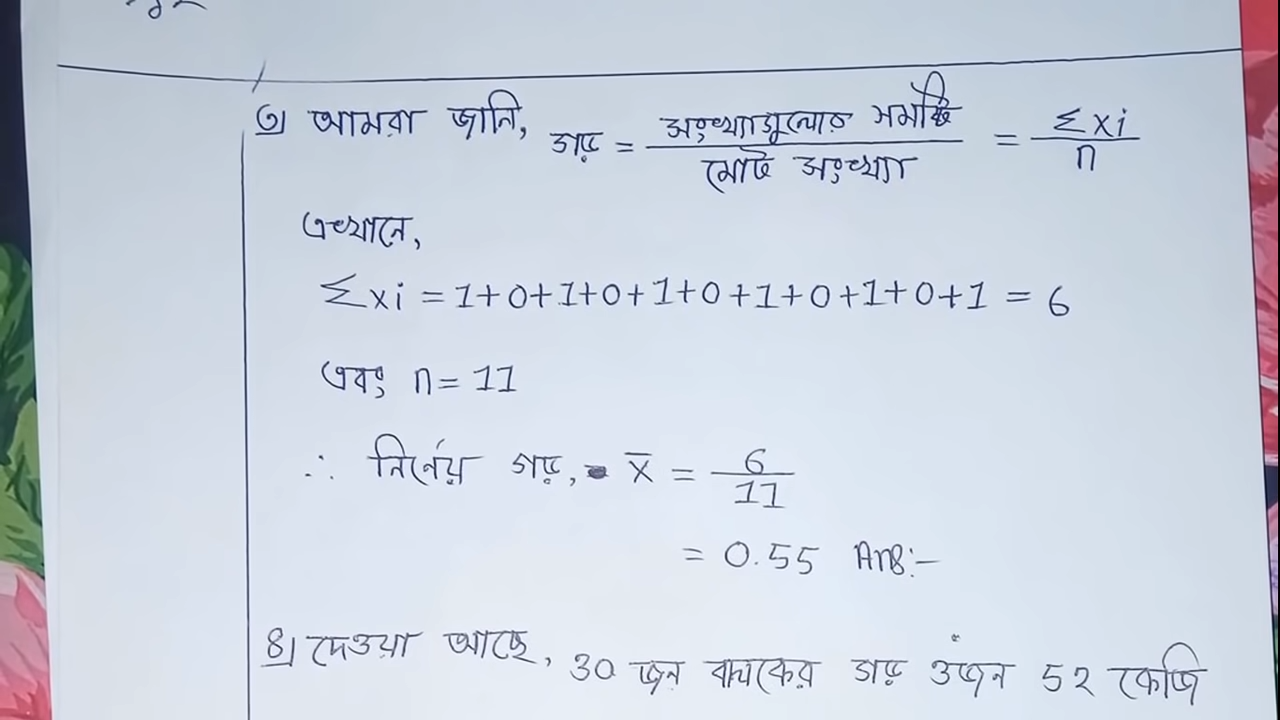 ৩। আমরা জানি, গড় = সংখ্যাগুলোর সমষ্টি / মোট সংখ্যা = Σxi / n
এখানে,
Σxi = 1+0+1+0+1+0+1+0+1+0+1 = 6
এবং n = 11
∴ নির্ণেয় গড়, x̄ = 6 / 11
= 0.55 Ans:-
৪। দেওয়া আছে, 30 জন বালকের গড় ওজন 52 কেজি